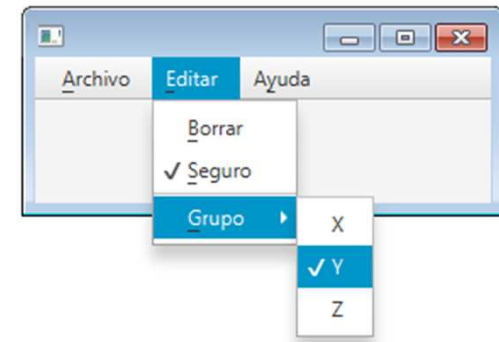 Archivo Editar Ayuda
Borrar
✓ Seguro
Grupo
X
✓ Y
Z